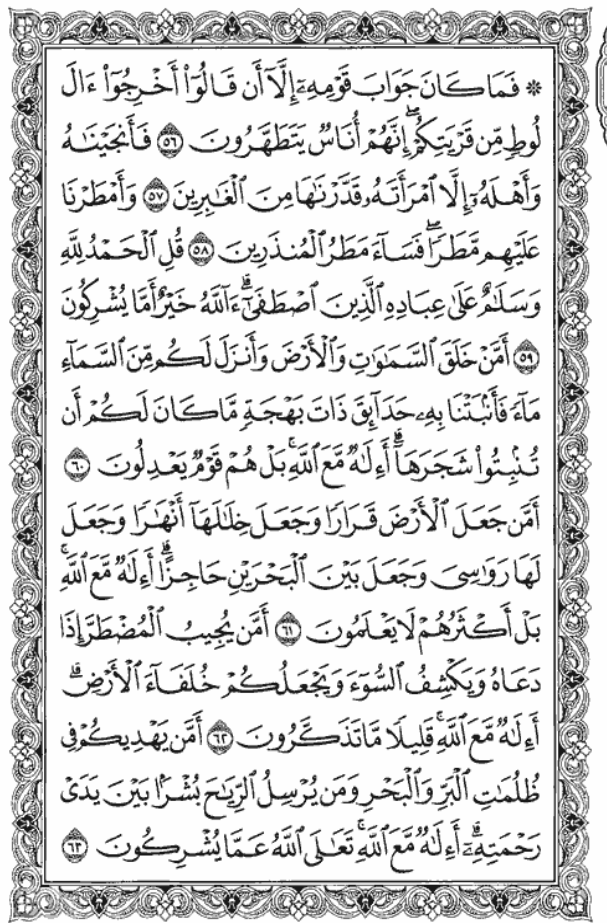 ۞ فَمَا كَانَ جَوَابَ قَوْمِهِۦٓ إِلَّآ أَن قَالُوٓا۟ أَخْرِجُوٓا۟ ءَالَ
لُوطٍ مِّن قَرْيَتِكُمْ ۖ إِنَّهُمْ أُنَاسٌ يَتَطَهَّرُونَ ٥٦ فَأَنجَيْنَٰهُ
وَأَهْلَهُۥٓ إِلَّا ٱمْرَأَتَهُۥ قَدَّرْنَٰهَا مِنَ ٱلْغَٰبِرِينَ ٥٧ وَأَمْطَرْنَا
عَلَيْهِم مَّطَرًا ۖ فَسَآءَ مَطَرُ ٱلْمُنذَرِينَ ٥٨ قُلِ ٱلْحَمْدُ لِلَّهِ
وَسَلَٰمٌ عَلَىٰ عِبَادِهِ ٱلَّذِينَ ٱصْطَفَىٰٓ ۗ ءَآللَّهُ خَيْرٌ أَمَّا يُشْرِكُونَ
٥٩ أَمَّنْ خَلَقَ ٱلسَّمَٰوَٰتِ وَٱلْأَرْضَ وَأَنزَلَ لَكُم مِّنَ ٱلسَّمَآءِ
مَآءً فَأَنۢبَتْنَا بِهِۦ حَدَآئِقَ ذَاتَ بَهْجَةٍ مَّا كَانَ لَكُمْ أَن
تُنۢبِتُوا۟ شَجَرَهَآ ۗ أَءِلَٰهٌ مَّعَ ٱللَّهِ ۚ بَلْ هُمْ قَوْمٌ يَعْدِلُونَ ٦٠
أَمَّن جَعَلَ ٱلْأَرْضَ قَرَارًا وَجَعَلَ خِلَٰلَهَآ أَنْهَٰرًا وَجَعَلَ
لَهَا رَوَٰسِىَ وَجَعَلَ بَيْنَ ٱلْبَحْرَيْنِ حَاجِزًا ۗ أَءِلَٰهٌ مَّعَ ٱللَّهِ ۚ
بَلْ أَكْثَرُهُمْ لَا يَعْلَمُونَ ٦١ أَمَّن يُجِيبُ ٱلْمُضْطَرَّ إِذَا
دَعَاهُ وَيَكْشِفُ ٱلسُّوٓءَ وَيَجْعَلُكُمْ خُلَفَآءَ ٱلْأَرْضِ ۗ
أَءِلَٰهٌ مَّعَ ٱللَّهِ ۚ قَلِيلًا مَّا تَذَكَّرُونَ ٦٢ أَمَّن يَهْدِيكُمْ فِى
ظُلُمَٰتِ ٱلْبَرِّ وَٱلْبَحْرِ وَمَن يُرْسِلُ ٱلرِّيَٰحَ بُشْرًۢا بَيْنَ يَدَىْ
رَحْمَتِهِۦٓ ۗ أَءِلَٰهٌ مَّعَ ٱللَّهِ ۚ تَعَٰلَى ٱللَّهُ عَمَّا يُشْرِكُونَ ٦٣